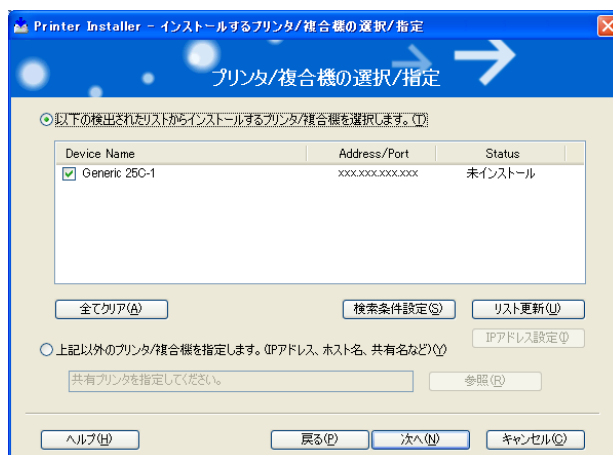 Printer Installer – インストールするプリンタ/複合機の選択/指定
プリンタ/複合機の選択/指定
以下の検出されたリストからインストールするプリンタ/複合機を選択します。(T)
Device Name Address/Port Status
Generic 25C-1 xxx.xxx.xxx.xxx 未インストール
全てクリア(A) 検索条件設定(S) リスト更新(U)
IPアドレス設定(I)
上記以外のプリンタ/複合機を指定します。(IPアドレス、ホスト名、共有名など)(Y)
共有プリンタを指定してください。 参照(R)
ヘルプ(H) 戻る(P) 次へ(N) キャンセル(C)